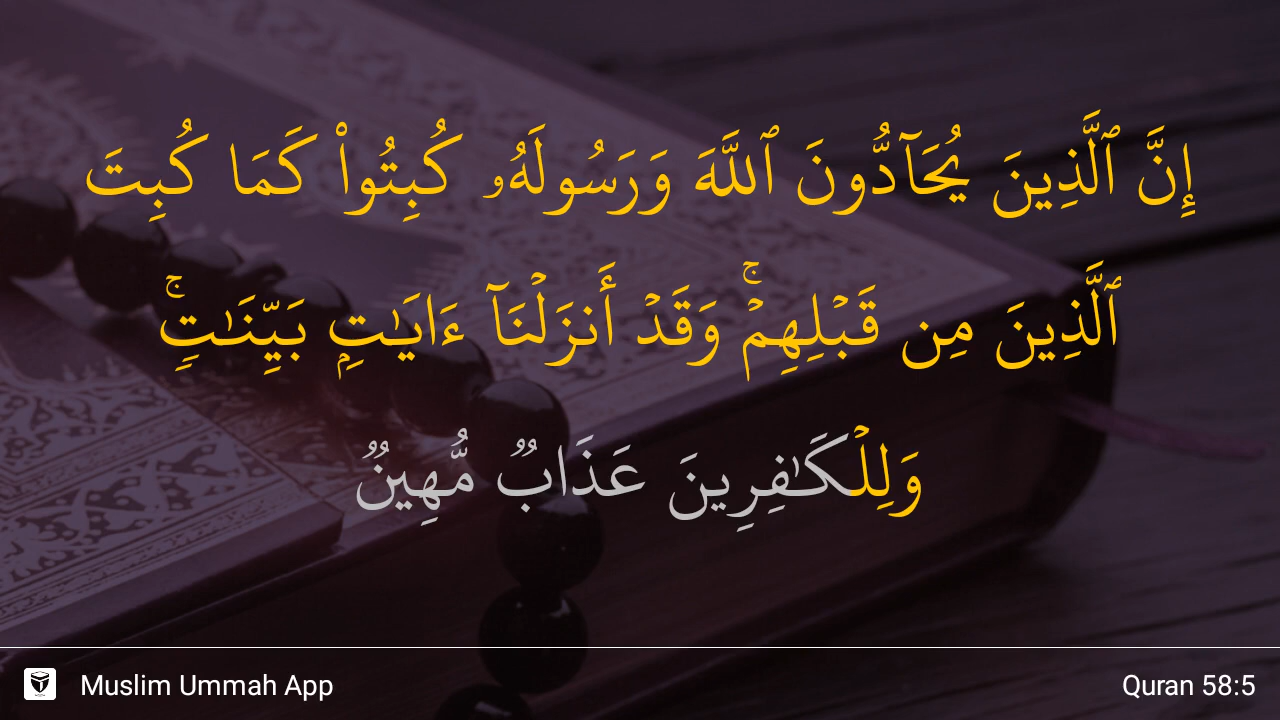 إِنَّ ٱلَّذِينَ يُحَآدُّونَ ٱللَّهَ وَرَسُولَهُۥ كُبِتُوا۟ كَمَا كُبِتَ
ٱلَّذِينَ مِن قَبْلِهِمْ ۚ وَقَدْ أَنزَلْنَآ ءَايَـٰتٍۭ بَيِّنَـٰتٍ ۚ
وَلِلْكَـٰفِرِينَ عَذَابٌ مُّهِينٌ
Muslim Ummah App
Quran 58:5